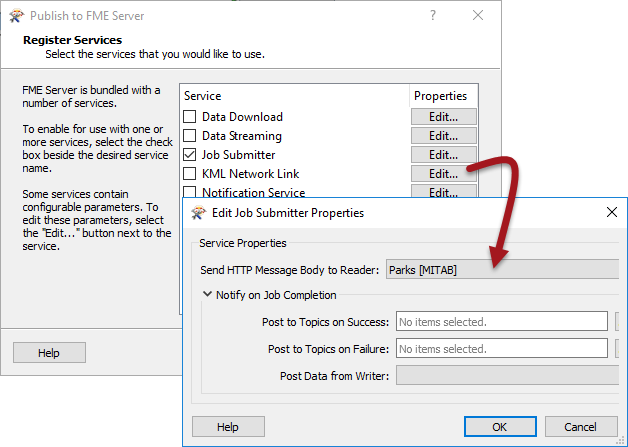 Publish to FME Server
Register Services
Select the services that you would like to use.
FME Server is bundled with a
number of services.
To enable for use with one or
more services, select the check
box beside the desired service
name.
Some services contain
configurable parameters. To
edit these parameters, select
the "Edit..." button next to the
service.
Service Properties
Data Download Edit...
Data Streaming Edit...
Job Submitter Edit...
KML Network Link Edit...
Notification Service Edit...
Help
Edit Job Submitter Properties
Service Properties
Send HTTP Message Body to Reader: Parks [MITAB]
Notify on Job Completion
Post to Topics on Success: No items selected.
Post to Topics on Failure: No items selected.
Post Data from Writer:
Help OK Cancel